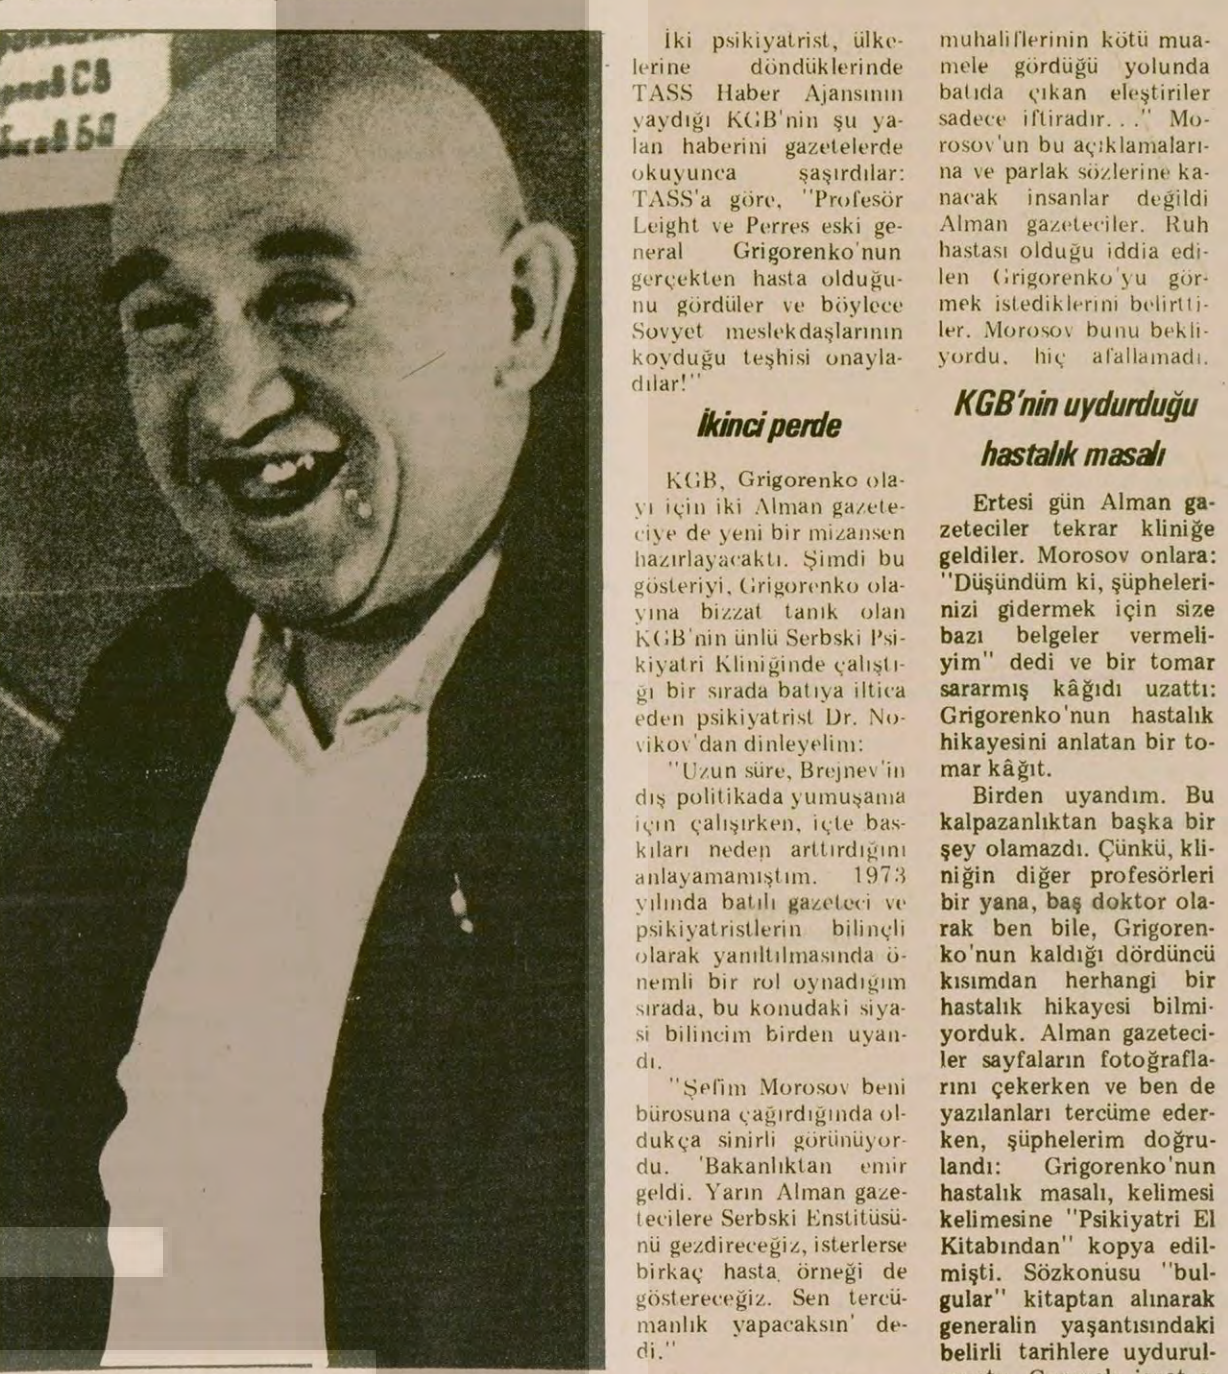 İki psikiyatrist, ülke-
lerine döndüklerinde
TASS Haber Ajansının
yaydığı KGB'nin şu ya-
lan haberini gazetelerde
okuyunca şaşırdılar:
TASS'a göre, "Profesör
Leight ve Perres eski ge-
neral Grigorenko'nun
gerçekten hasta olduğu-
nu gördüler ve böylece
Sovyet meslekdaşlarının
koyduğu teşhisi onayla-
dılar!"
İkinci perde
KGB, Grigorenko ola-
yı için iki Alman gazete-
ciye de yeni bir mizansen
hazırlayacaktı. Şimdi bu
gösteriyi, Grigorenko ola-
yına bizzat tanık olan
KGB'nin ünlü Serbski Psi-
kiyatri Kliniğinde çalıştı-
ğı bir sırada batıya iltica
eden psikiyatrist Dr. No-
vikov'dan dinleyelim:
"Uzun süre, Brejnev'in
dış politikada yumuşama
için çalışırken, içte bas-
kıları neden arttırdığını
anlayamamıştım. 1973
yılında batılı gazeteci ve
psikiyatristlerin bilinçli
olarak yanıltılmasında ö-
nemli bir rol oynadığım
sırada, bu konudaki siya-
si bilincim birden uyan-
dı.
"Şefim Morosov beni
bürosuna çağırdığında ol-
dukça sinirli görünüyor-
du. 'Bakanlıktan emir
geldi. Yarın Alman gaze-
tecilere Serbski Enstitüsü-
nü gezdireceğiz, isterlerse
birkaç hasta örneği de
göstereceğiz. Sen tercü-
manlık yapacaksın' de-
di."
muhaliflerinin kötü mua-
mele gördüğü yolunda
batıda çıkan eleştiriler
sadece iftiradır. . ." Mo-
rosov'un bu açıklamaları-
na ve parlak sözlerine ka-
nacak insanlar değildi
Alman gazeteciler. Ruh
hastası olduğu iddia edi-
len Grigorenko'yu gör-
mek istediklerini belirtti-
ler. Morosov bunu bekli-
yordu. hiç afallamadı.
KGB'nin uydurduğu
hastalık masalı
Ertesi gün Alman ga-
zeteciler tekrar kliniğe
geldiler. Morosov onlara:
"Düşündüm ki, şüpheleri-
nizi gidermek için size
bazı belgeler vermeli-
yim" dedi ve bir tomar
sararmış kâğıdı uzattı:
Grigorenko'nun hastalık
hikayesini anlatan bir to-
mar kâğıt.
Birden uyandım. Bu
kalpazanlıktan başka bir
şey olamazdı. Çünkü, kli-
niğin diğer profesörleri
bir yana, baş doktor ola-
rak ben bile, Grigoren-
ko'nun kaldığı dördüncü
kısımdan herhangi bir
hastalık hikayesi bilmi-
yorduk. Alman gazeteci-
ler sayfaların fotoğrafla-
rını çekerken ve ben de
yazılanları tercüme eder-
ken, şüphelerim doğru-
landı: Grigorenko'nun
hastalık masalı, kelimesi
kelimesine "Psikiyatri El
Kitabından" kopya edil-
mişti. Sözkonusu "bul-
gular" kitaptan alınarak
generalin yaşantısındaki
belirli tarihlere uydurul-